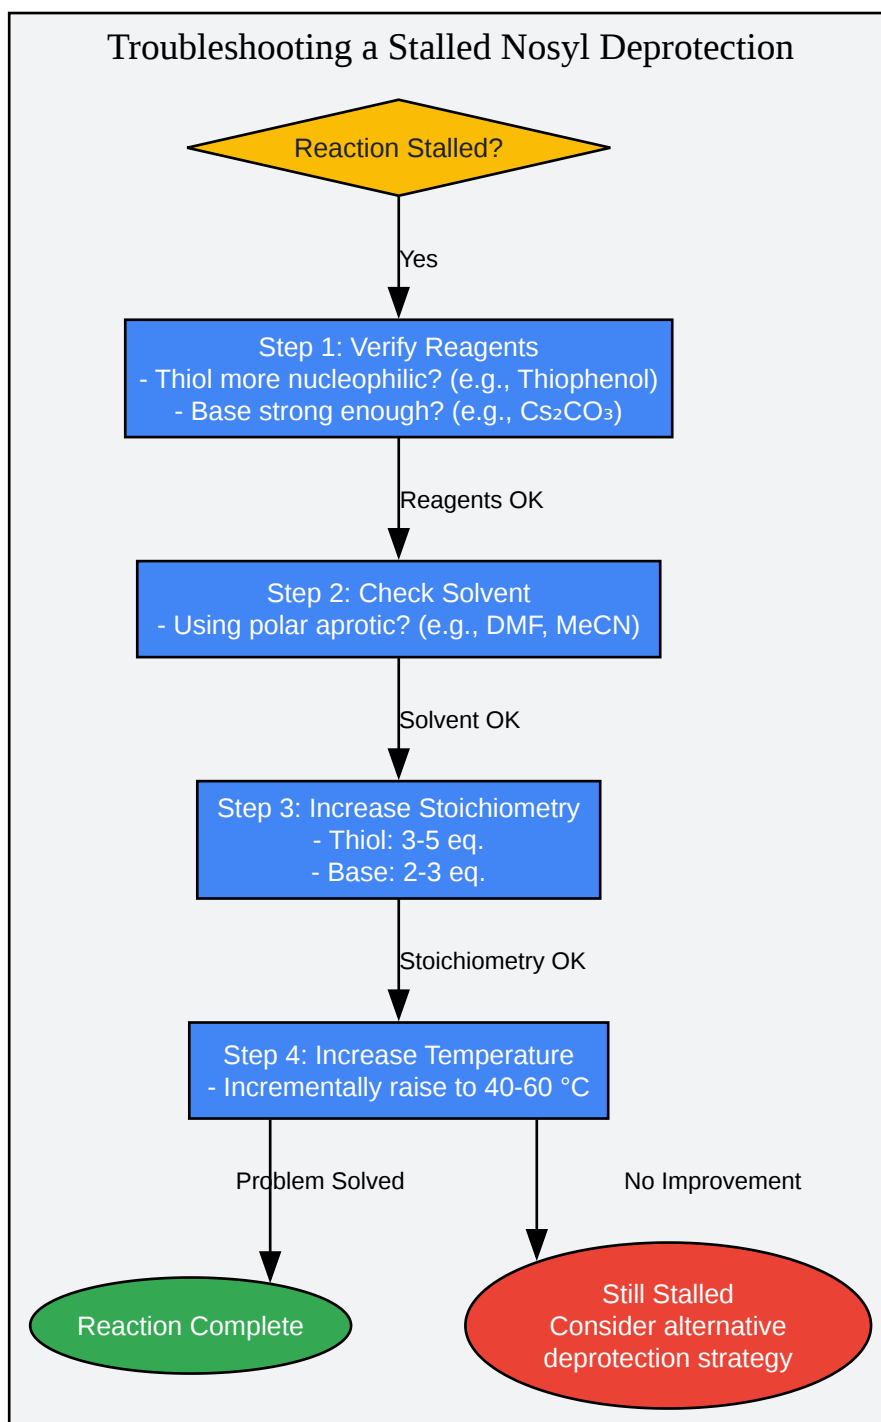 Troubleshooting a Stalled Nosyl Deprotection
Reaction Stalled?
Yes
Step 1: Verify Reagents
- Thiol more nucleophilic? (e.g., Thiophenol)
- Base strong enough? (e.g., Cs₂CO₃)
Reagents OK
Step 2: Check Solvent
- Using polar aprotic? (e.g., DMF, MeCN)
Solvent OK
Step 3: Increase Stoichiometry
- Thiol: 3-5 eq.
- Base: 2-3 eq.
Stoichiometry OK
Step 4: Increase Temperature
- Incrementally raise to 40-60 °C
Problem Solved
No Improvement
Reaction Complete
Still Stalled
Consider alternative
deprotection strategy